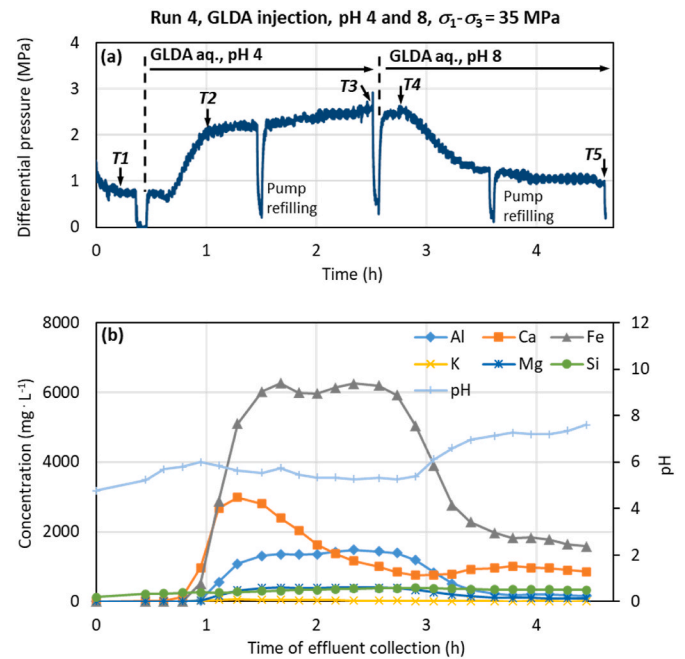 Run 4, GLDA injection, pH 4 and 8, σ1-σ3 = 35 MPa
(a)
GLDA aq., pH 4
GLDA aq., pH 8
T1
T2
T3
T4
T5
Pump
refilling
Pump
refilling
Differential pressure (MPa)
4
3
2
1
0
0
1
2
3
4
Time (h)
(b)
Al
Ca
Fe
K
Mg
Si
pH
Concentration (mg · L⁻¹)
8000
6000
4000
2000
0
12
10
8
6
4
2
0
pH
0
1
2
3
4
Time of effluent collection (h)